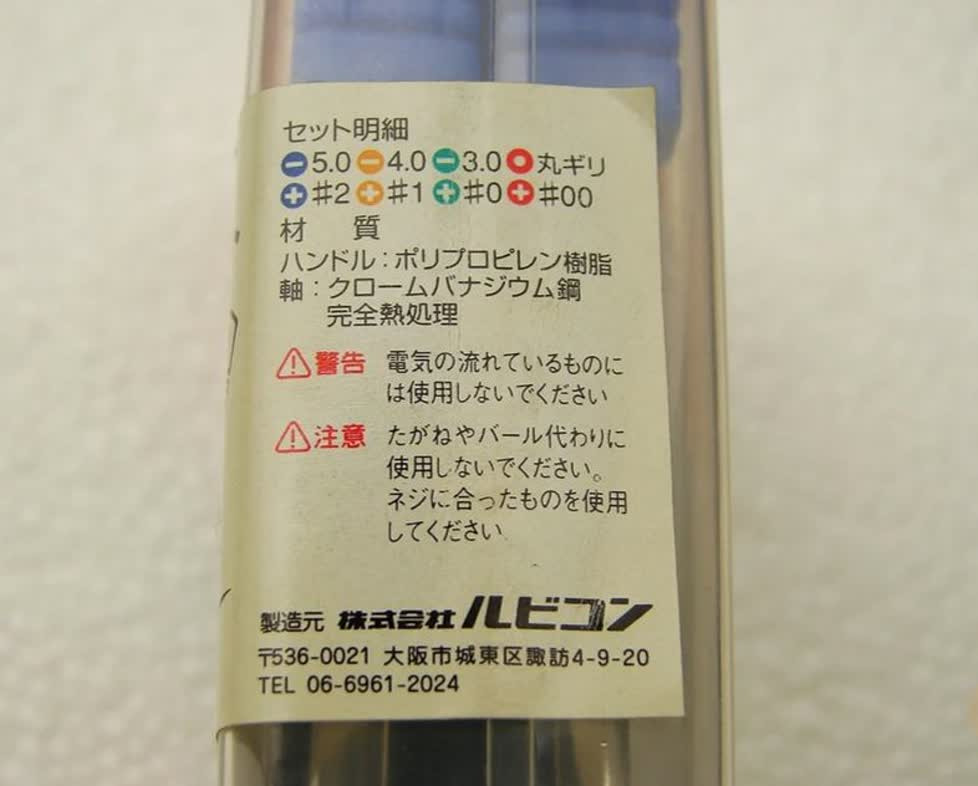 セット明細
⊖5.0 ⊖4.0 ⊖3.0 ⊙丸ギリ
⊕#2 ⊕#1 ⊕#0 ⊕#00
材 質
ハンドル:ポリプロピレン樹脂
軸:クロームバナジウム鋼
完全熱処理
⚠警告 電気の流れているものに
は使用しないでください
⚠注意 たがねやバール代わりに
使用しないでください。
ネジに合ったものを使用
してください
製造元 株式会社ルビコン
〒536-0021 大阪市城東区諏訪4-9-20
TEL 06-6961-2024